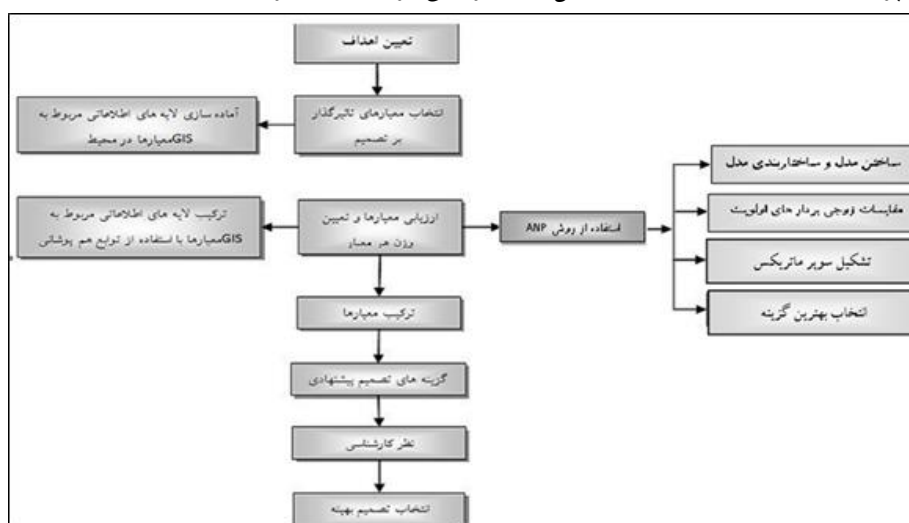 تعیین اهداف
انتخاب معیارهای تاثیرگذار
بر تصمیم
آماده سازی لایه های اطلاعاتی مربوط به
GISمعیارها در محیط
ارزیابی معیارها و تعیین
وزن هر معیار
ترکیب لایه های اطلاعاتی مربوط به
GISمعیارها با استفاده از توابع هم پوشانی
استفاده از روش ANP
ساختن مدل و ساختاربندی مدل
مقایسات زوجی بردار های اولویت
تشکیل سوپر ماتریکس
انتخاب بهترین گزینه
ترکیب معیارها
گزینه های تصمیم پیشنهادی
نظر کارشناسی
انتخاب تصمیم بهینه